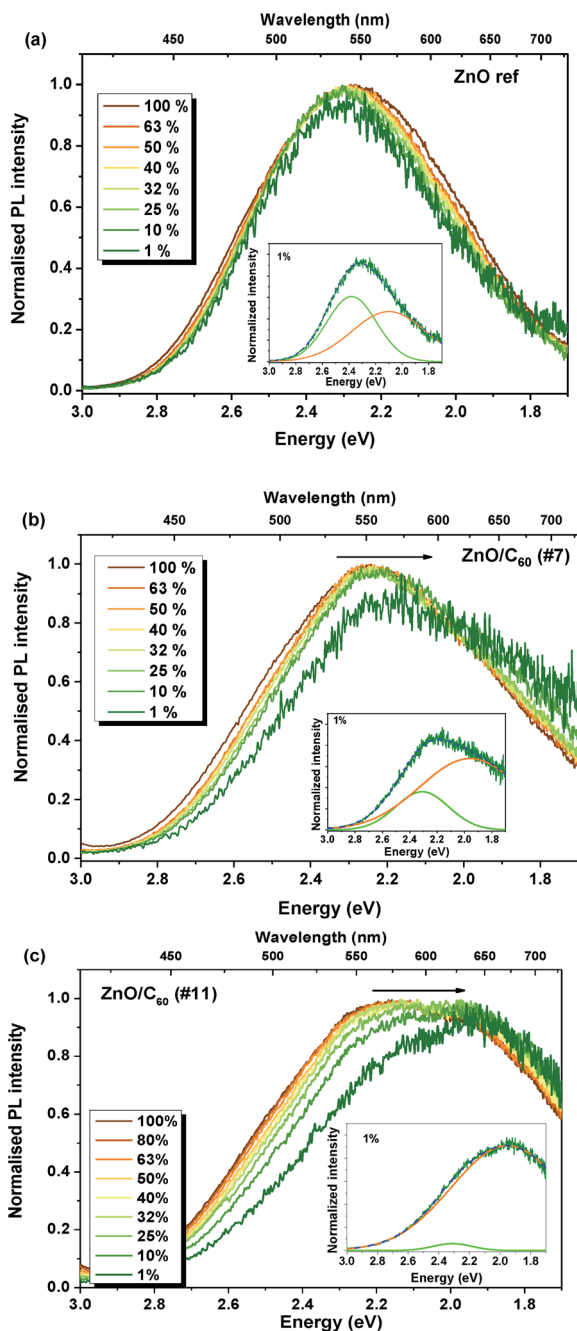 Wavelength (nm)
450 500 550 600 650 700
(a)
ZnO ref
1.0
0.8
0.6
0.4
0.2
0.0
Normalised PL intensity
100 %
63 %
50 %
40 %
32 %
25 %
10 %
1 %
1%
Normalized intensity
3.0 2.8 2.6 2.4 2.2 2.0 1.8
Energy (eV)
3.0 2.8 2.6 2.4 2.2 2.0 1.8
Energy (eV)
Wavelength (nm)
450 500 550 600 650 700
(b)
ZnO/C₆₀ (#7)
1.0
0.8
0.6
0.4
0.2
0.0
Normalised PL intensity
100 %
63 %
50 %
40 %
32 %
25 %
10 %
1 %
1%
Normalized intensity
3.0 2.8 2.6 2.4 2.2 2.0 1.8
Energy (eV)
3.0 2.8 2.6 2.4 2.2 2.0 1.8
Energy (eV)
Wavelength (nm)
450 500 550 600 650 700
(c)
ZnO/C₆₀ (#11)
1.0
0.8
0.6
0.4
0.2
0.0
Normalised PL intensity
100%
80%
63%
50%
40%
32%
25%
10%
1%
1%
Normalized intensity
3.0 2.8 2.6 2.4 2.2 2.0 1.8
Energy (eV)
3.0 2.8 2.6 2.4 2.2 2.0 1.8
Energy (eV)